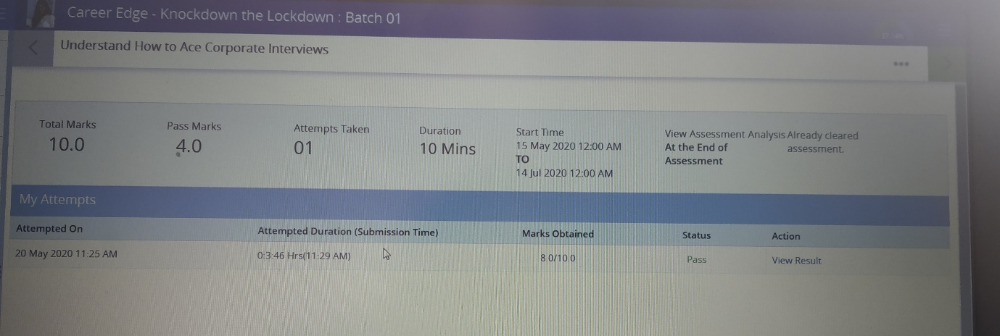 Career Edge - Knockdown the Lockdown : Batch 01
Understand How to Ace Corporate Interviews
Total Marks
10.0
Pass Marks
4.0
Attempts Taken
01
Duration
10 Mins
Start Time
15 May 2020 12:00 AM
TO
14 Jul 2020 12:00 AM
View Assessment Analysis
At the End of
Assessment
Already cleared
assessment.
My Attempts
Attempted On Attempted Duration (Submission Time) Marks Obtained Status Action
20 May 2020 11:25 AM 0:3:46 Hrs(11:29 AM) 8.0/10.0 Pass View Result